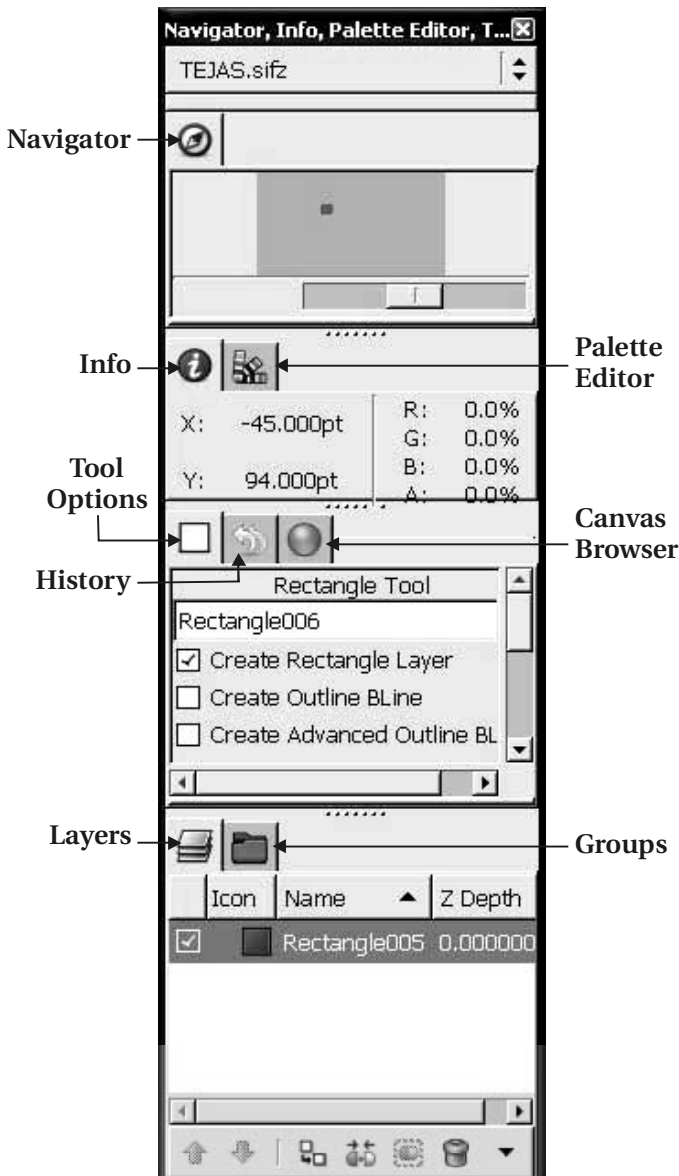 Navigator, Info, Palette Editor, T...
TEJAS.sifz
Navigator
Info
Palette
Editor
X: -45.000pt
Y: 94.000pt
R: 0.0%
G: 0.0%
B: 0.0%
A: 0.0%
Tool
Options
History
Canvas
Browser
Rectangle Tool
Rectangle006
Create Rectangle Layer
Create Outline BLine
Create Advanced Outline BL
Layers
Groups
Icon Name Z Depth
Rectangle005 0.000000